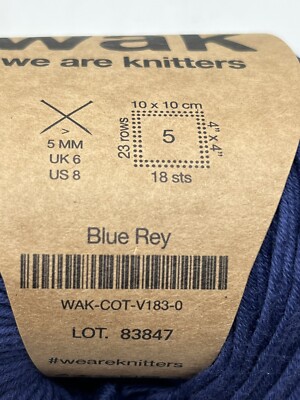 wak
we are knitters
>
5 MM
UK 6
US 8
10 x 10 cm
23 rows
5
4" x 4"
18 sts
Blue Rey
WAK-COT-V183-0
LOT. 83847
#weareknitters